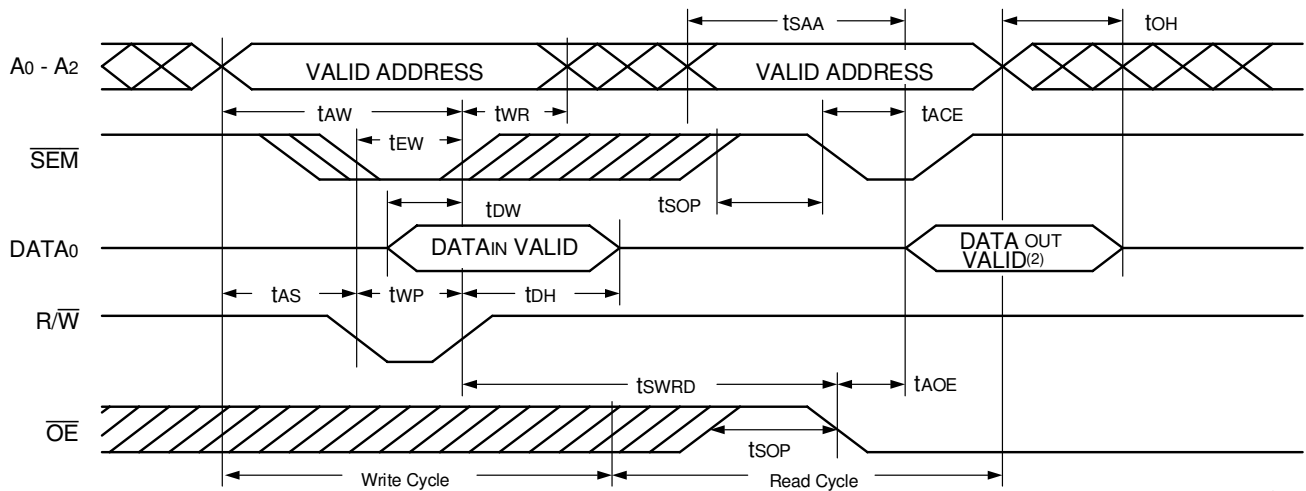 tSAA tOH
A0 - A2 VALID ADDRESS VALID ADDRESS
tAW tWR tACE
SEM tEW
tDW tSOP
DATA0 DATAIN VALID DATA OUT
VALID(2)
tAS tWP tDH
R/W
tSWRD tAOE
OE
tSOP
Write Cycle Read Cycle